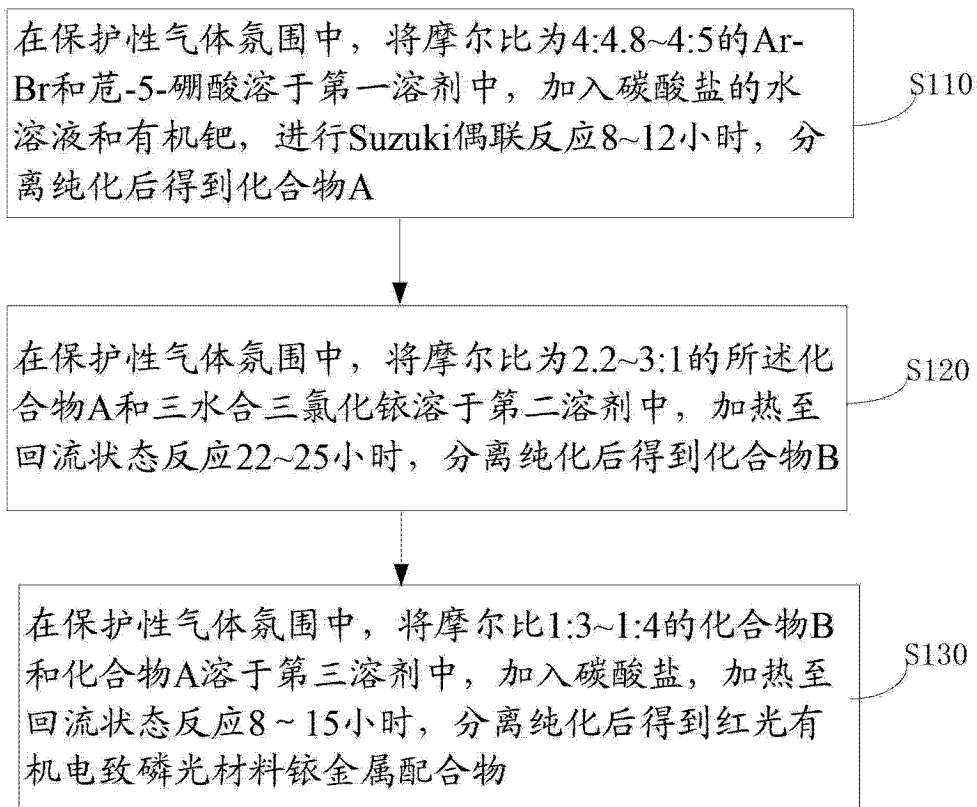 在保护性气体氛围中，将摩尔比为4:4.8~4:5的Ar-
Br和苊-5-硼酸溶于第一溶剂中，加入碳酸盐的水
溶液和有机钯，进行Suzuki偶联反应8~12小时，分
离纯化后得到化合物A
S110
在保护性气体氛围中，将摩尔比为2.2~3:1的所述化
合物A和三水合三氯化铱溶于第二溶剂中，加热至
回流状态反应22~25小时，分离纯化后得到化合物B
S120
在保护性气体氛围中，将摩尔比1:3~1:4的化合物B
和化合物A溶于第三溶剂中，加入碳酸盐，加热至
回流状态反应8～15小时，分离纯化后得到红光有
机电致磷光材料铱金属配合物
S130